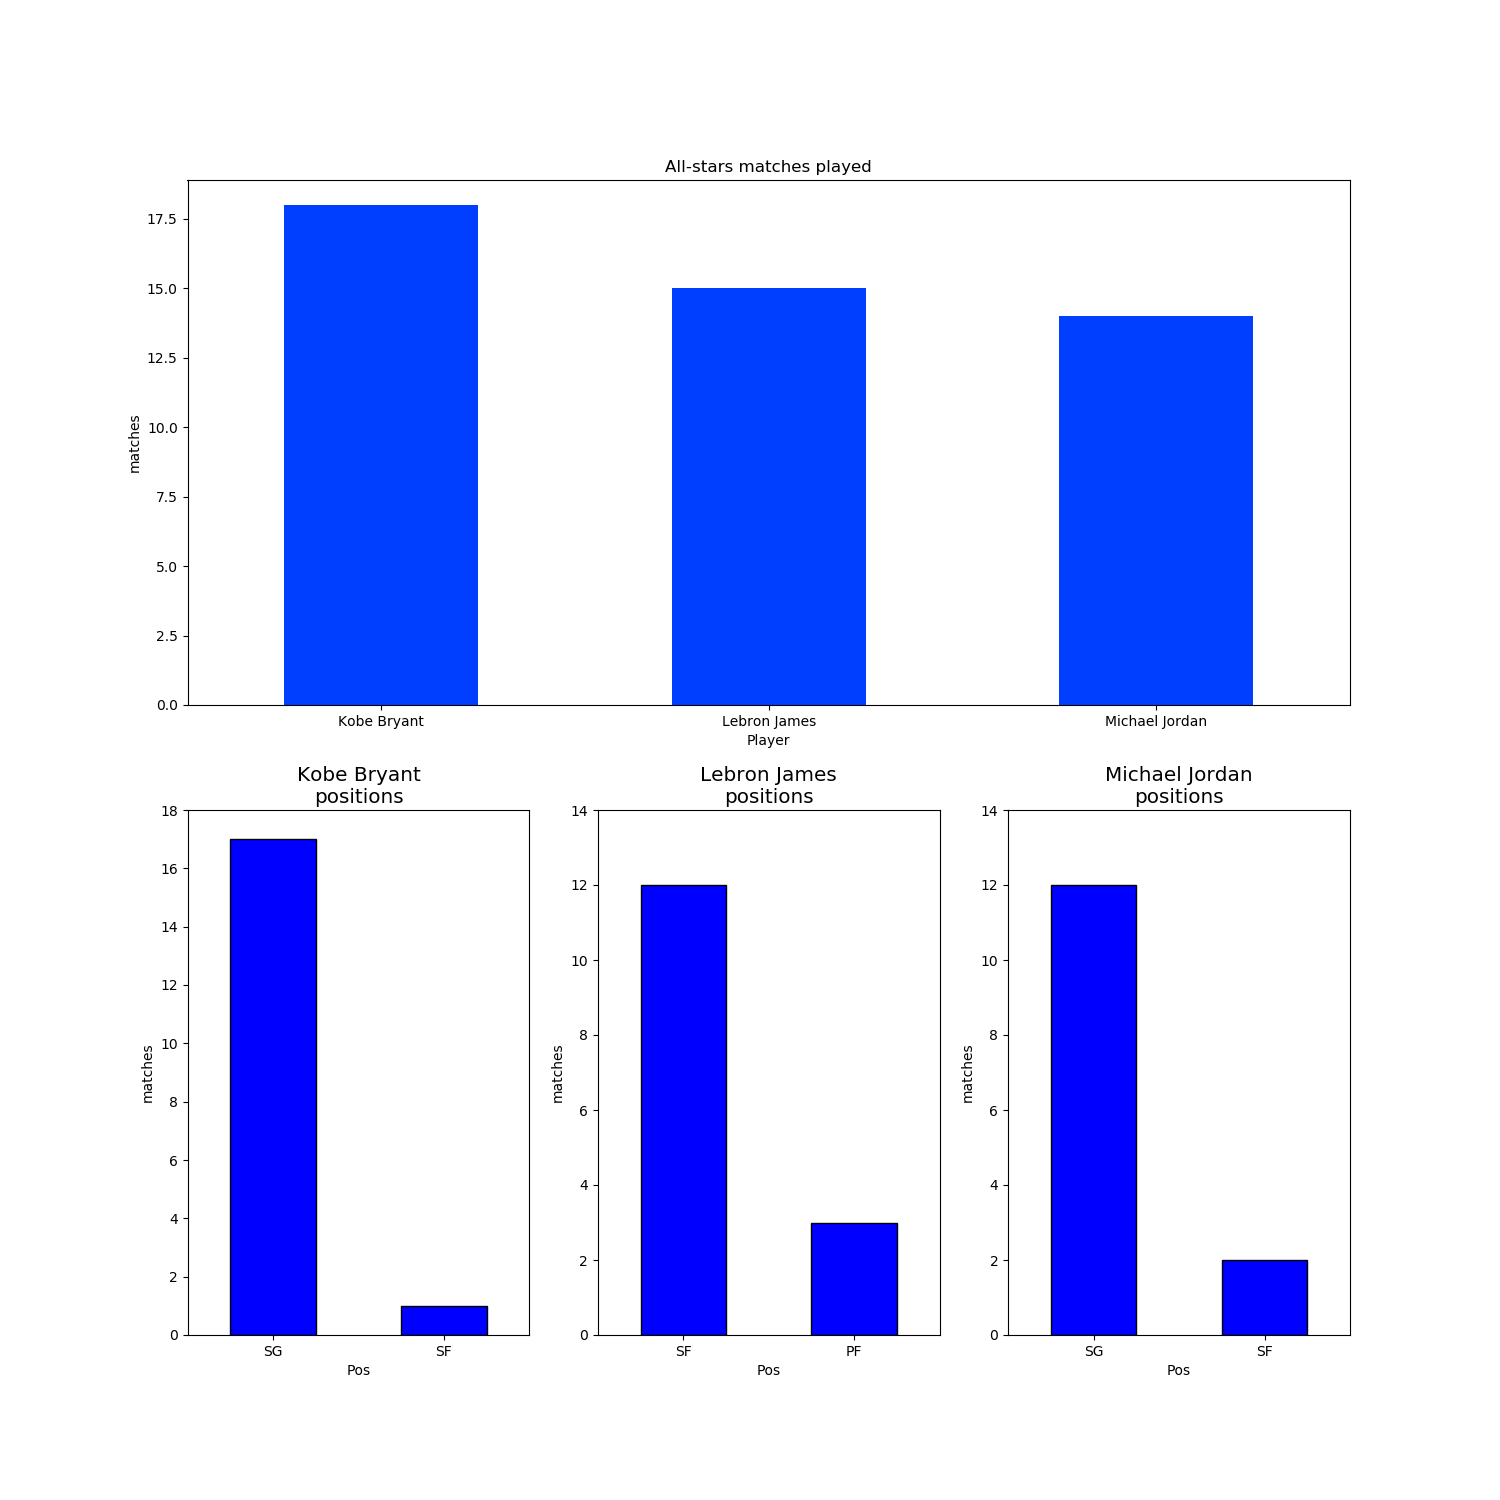 All-stars matches played
17.5
15.0
12.5
10.0
7.5
5.0
2.5
0.0
matches
Kobe Bryant Lebron James Michael Jordan
Player
Kobe Bryant
positions
18
16
14
12
10
8
6
4
2
0
matches
SG SF
Pos
Lebron James
positions
14
12
10
8
6
4
2
0
matches
SF PF
Pos
Michael Jordan
positions
14
12
10
8
6
4
2
0
matches
SG SF
Pos